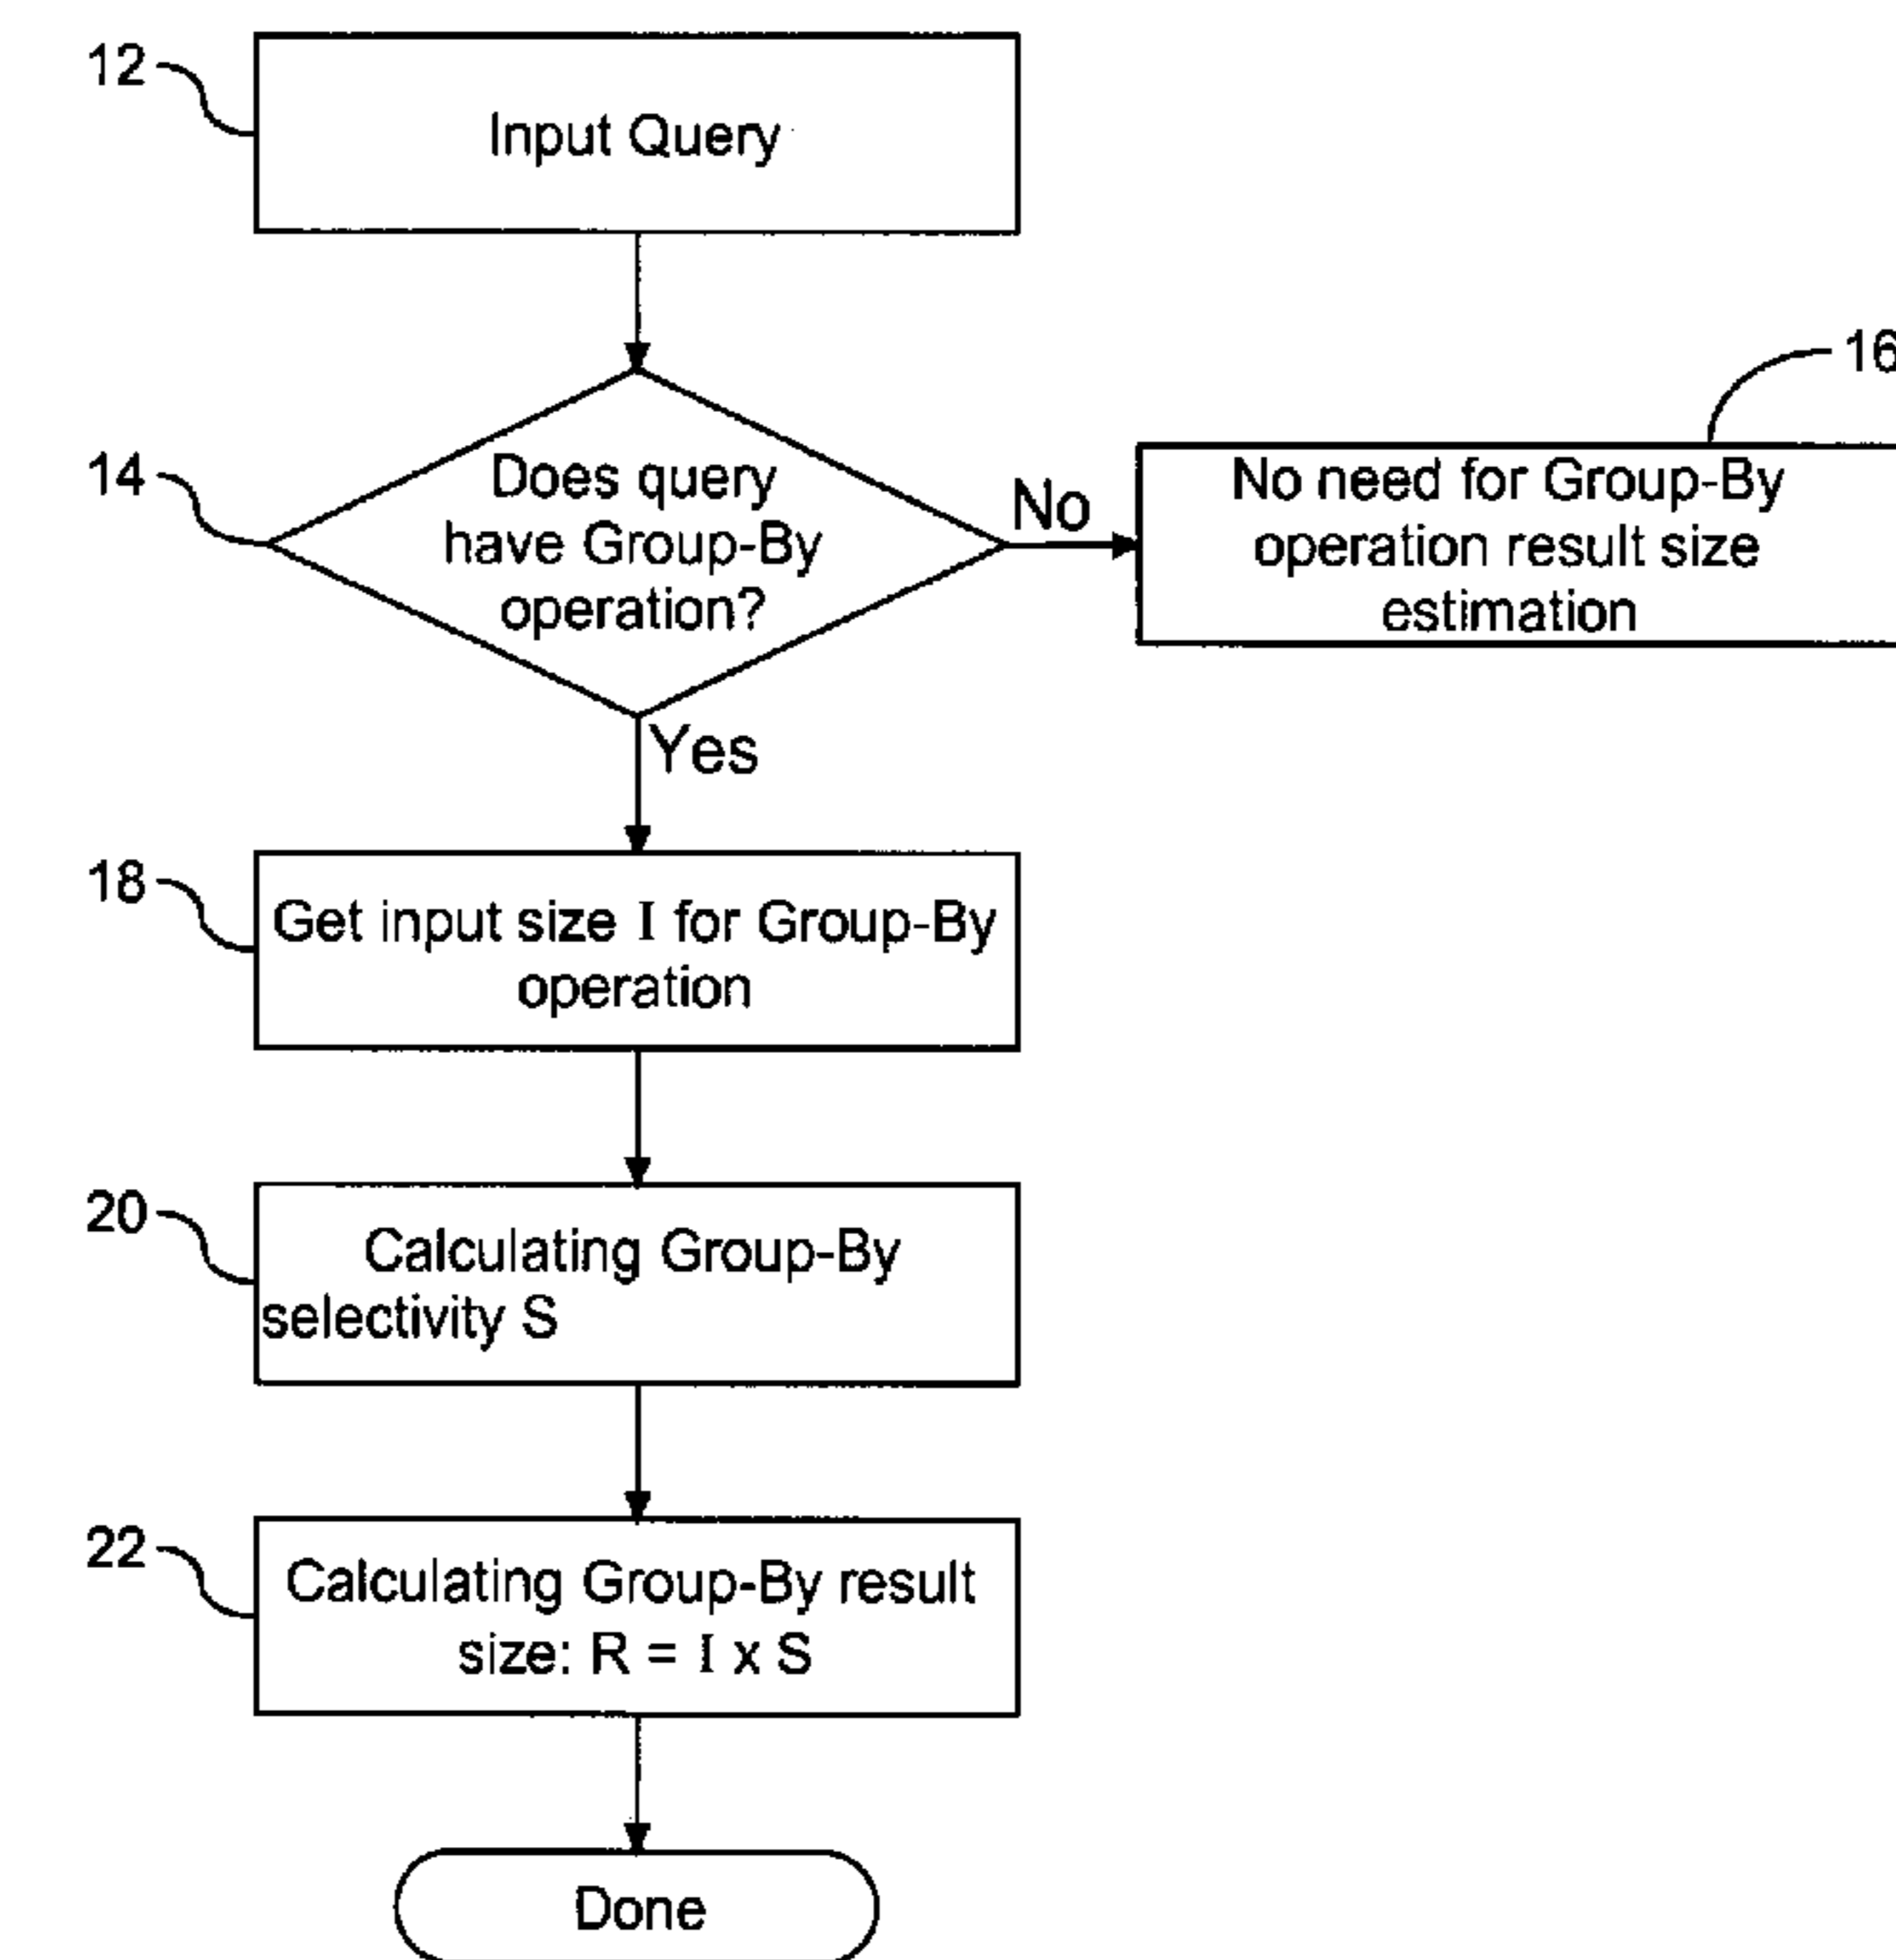 12
Input Query
16
14
Does query
have Group-By
operation?
No
No need for Group-By
operation result size
estimation
Yes
18
Get input size I for Group-By
operation
20
Calculating Group-By
selectivity S
22
Calculating Group-By result
size: R = I x S
Done